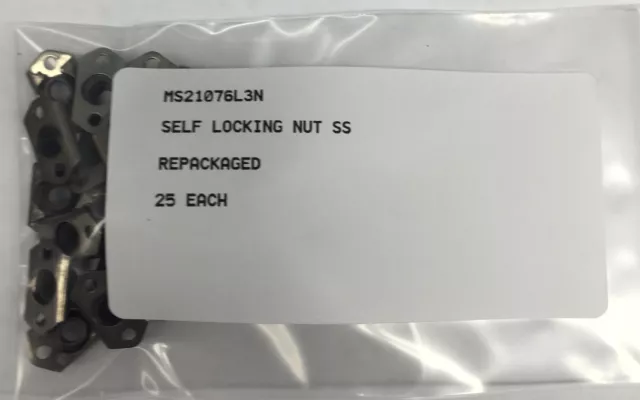 MS21076L3N
SELF LOCKING NUT SS
REPACKAGED
25 EACH